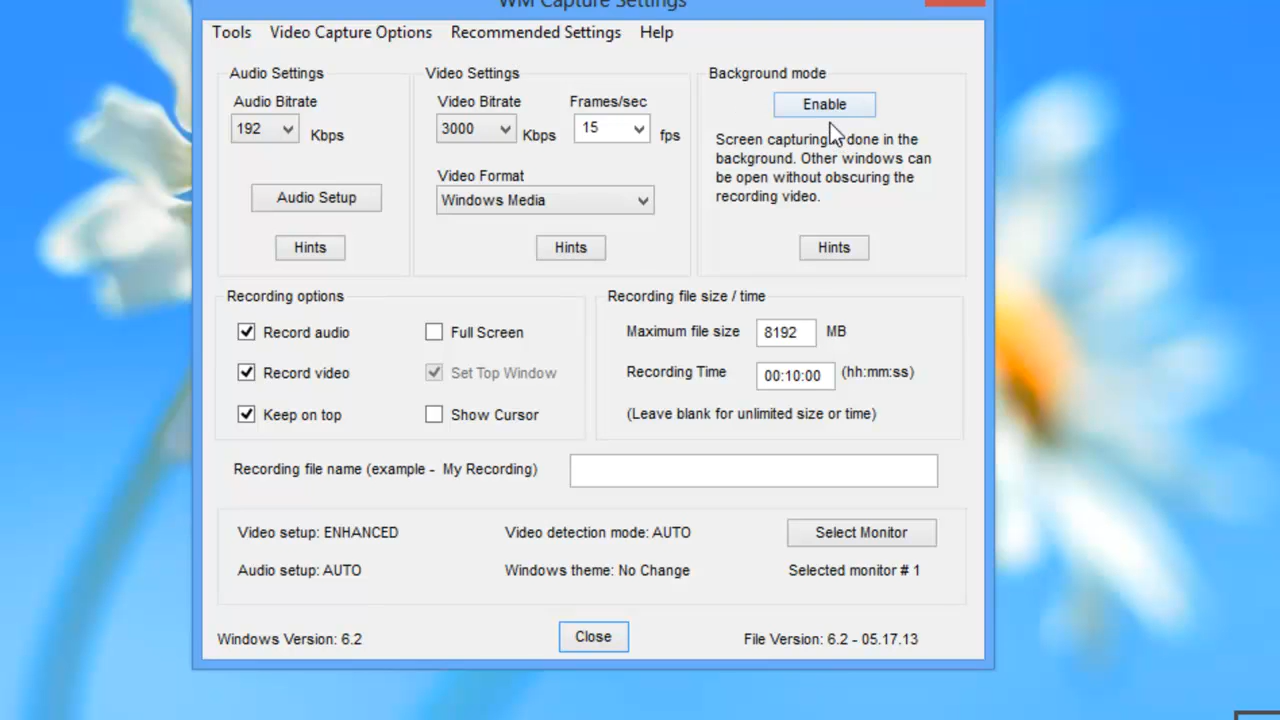 WM Capture Settings
Tools Video Capture Options Recommended Settings Help
Audio Settings
Audio Bitrate
192 Kbps
Audio Setup
Hints
Video Settings
Video Bitrate Frames/sec
3000 Kbps 15 fps
Video Format
Windows Media
Hints
Background mode
Enable
Screen capturing done in the
background. Other windows can
be open without obscuring the
recording video.
Hints
Recording options
Record audio Full Screen
Record video Set Top Window
Keep on top Show Cursor
Recording file size / time
Maximum file size 8192 MB
Recording Time 00:10:00 (hh:mm:ss)
(Leave blank for unlimited size or time)
Recording file name (example - My Recording)
Video setup: ENHANCED Video detection mode: AUTO Select Monitor
Audio setup: AUTO Windows theme: No Change Selected monitor # 1
Windows Version: 6.2 Close File Version: 6.2 - 05.17.13